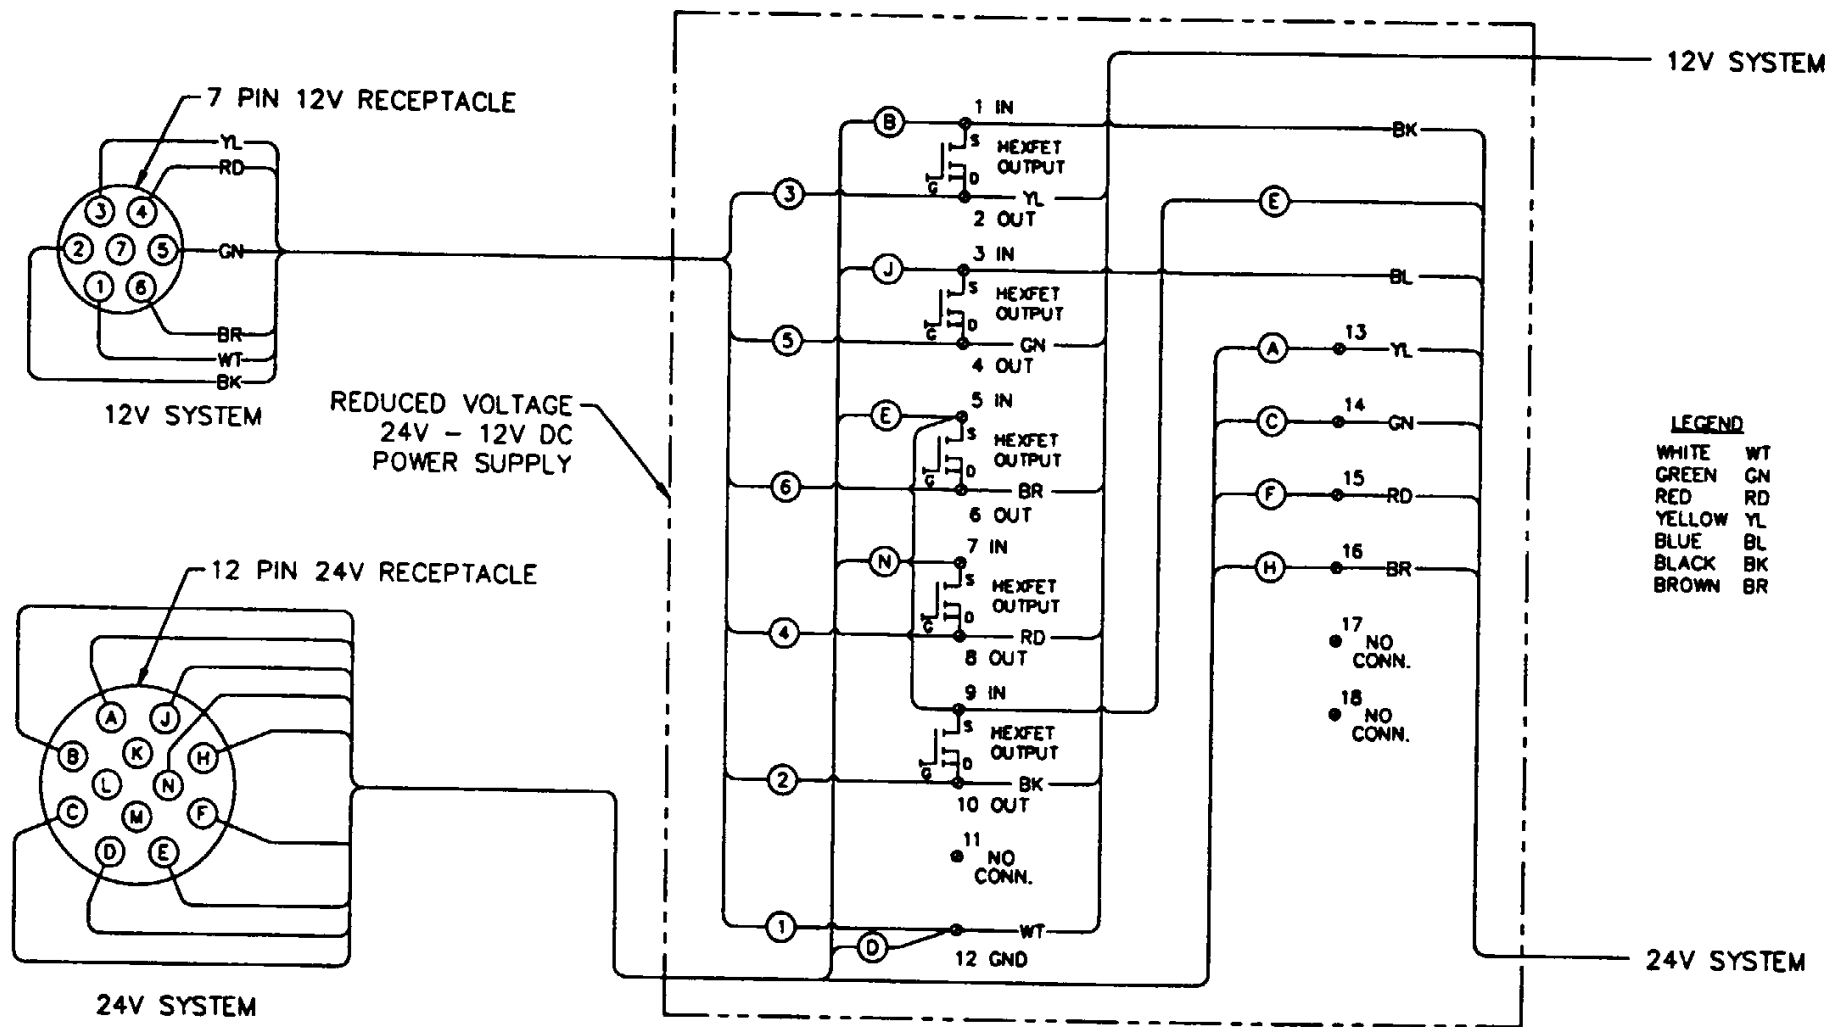 7 PIN 12V RECEPTACLE
YL
RD
3
4
2
7
5
GN
1
6
BR
WT
BK
12V SYSTEM
REDUCED VOLTAGE
24V – 12V DC
POWER SUPPLY
12 PIN 24V RECEPTACLE
A
J
B
K
H
L
N
C
M
F
D
E
24V SYSTEM
12V SYSTEM
B
1 IN
BK
S
HEXFET
OUTPUT
G
D
3
YL
2 OUT
E
J
3 IN
BL
S
HEXFET
OUTPUT
G
D
5
GN
4 OUT
A
13
YL
E
5 IN
C
14
GN
S
HEXFET
OUTPUT
G
D
6
BR
6 OUT
F
15
RD
N
7 IN
H
16
BR
S
HEXFET
OUTPUT
G
D
4
RD
8 OUT
17
NO
CONN.
9 IN
18
NO
CONN.
S
HEXFET
OUTPUT
G
D
2
BK
10 OUT
11
NO
CONN.
1
WT
D
12 GND
24V SYSTEM
LEGEND
WHITE WT
GREEN GN
RED RD
YELLOW YL
BLUE BL
BLACK BK
BROWN BR